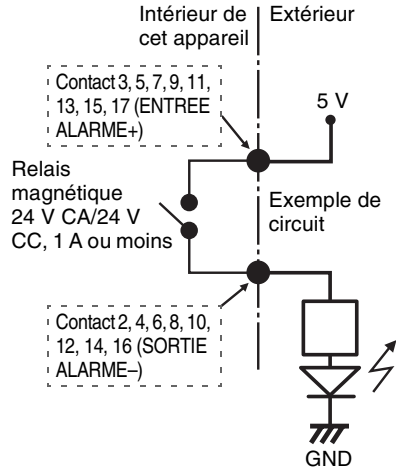 Intérieur de
cet appareil
Extérieur
Contact 3, 5, 7, 9, 11,
13, 15, 17 (ENTREE
ALARME+)
5 V
Relais
magnétique
24 V CA/24 V
CC, 1 A ou moins
Exemple de
circuit
Contact 2, 4, 6, 8, 10,
12, 14, 16 (SORTIE
ALARME–)
GND